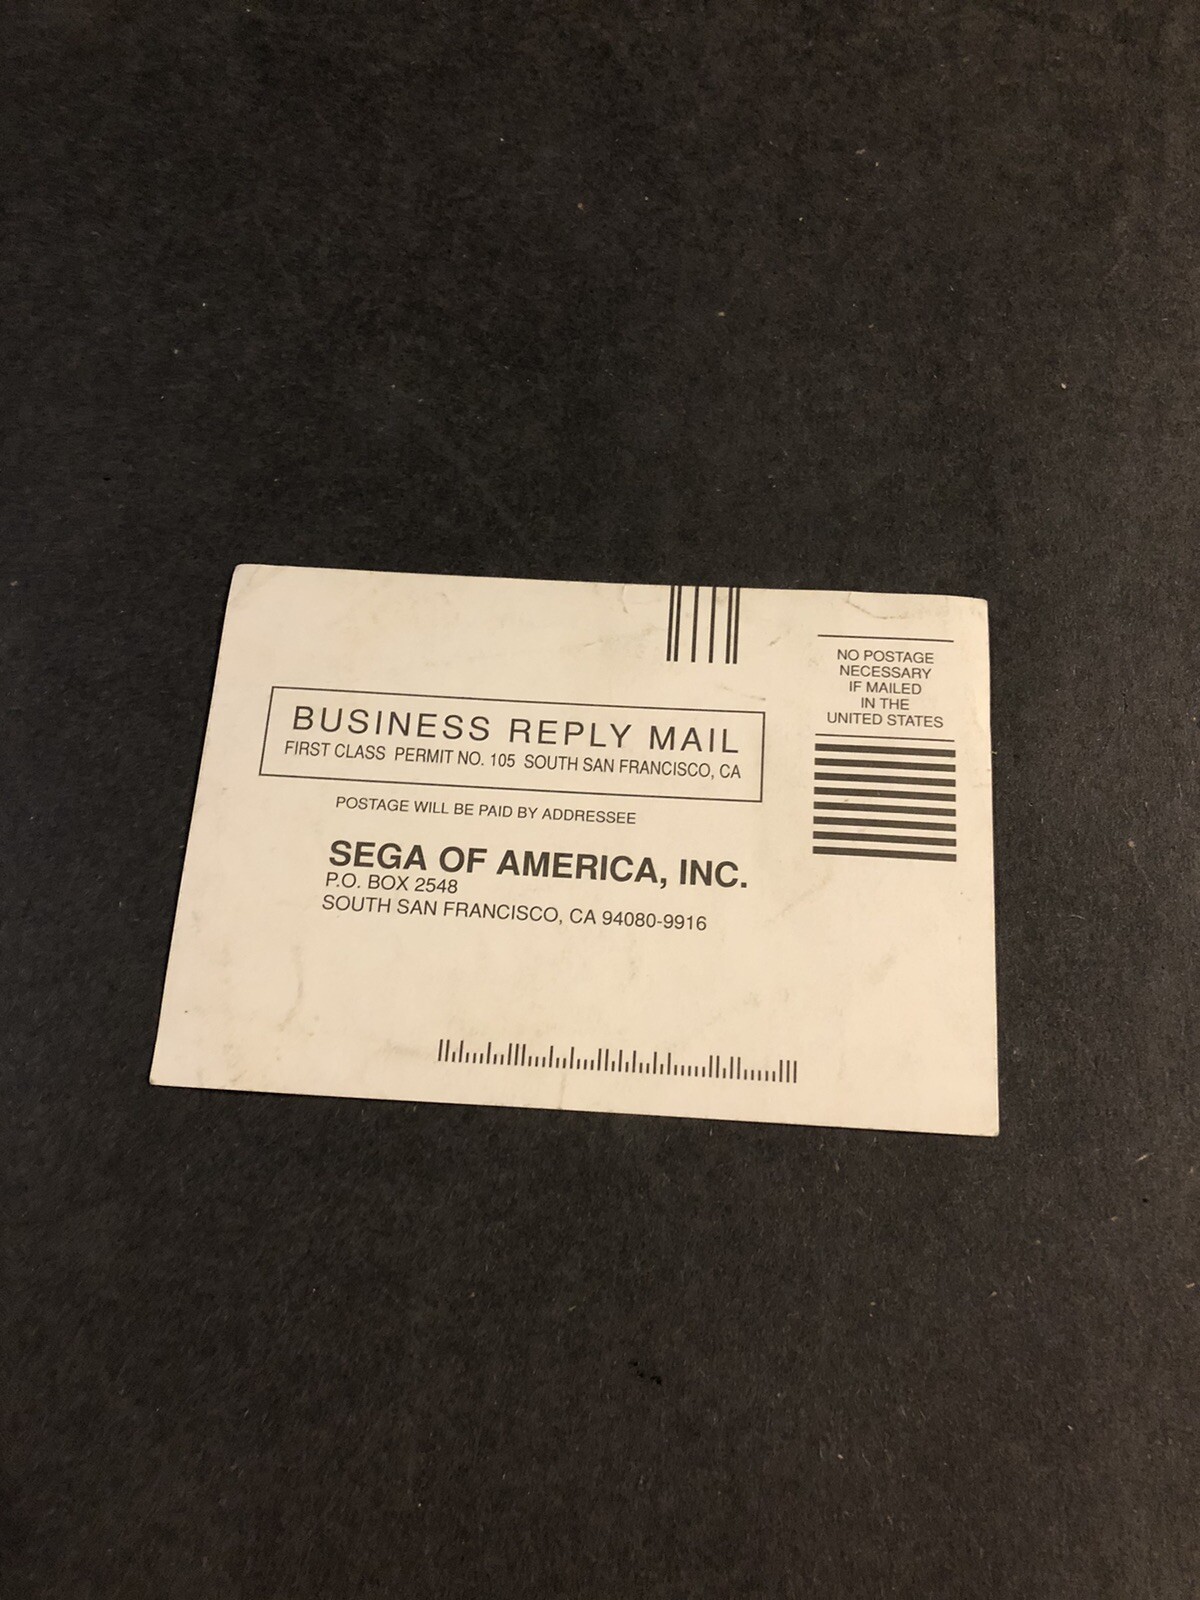 NO POSTAGE
NECESSARY
IF MAILED
IN THE
UNITED STATES
BUSINESS REPLY MAIL
FIRST CLASS PERMIT NO. 105 SOUTH SAN FRANCISCO, CA
POSTAGE WILL BE PAID BY ADDRESSEE
SEGA OF AMERICA, INC.
P.O. BOX 2548
SOUTH SAN FRANCISCO, CA 94080-9916